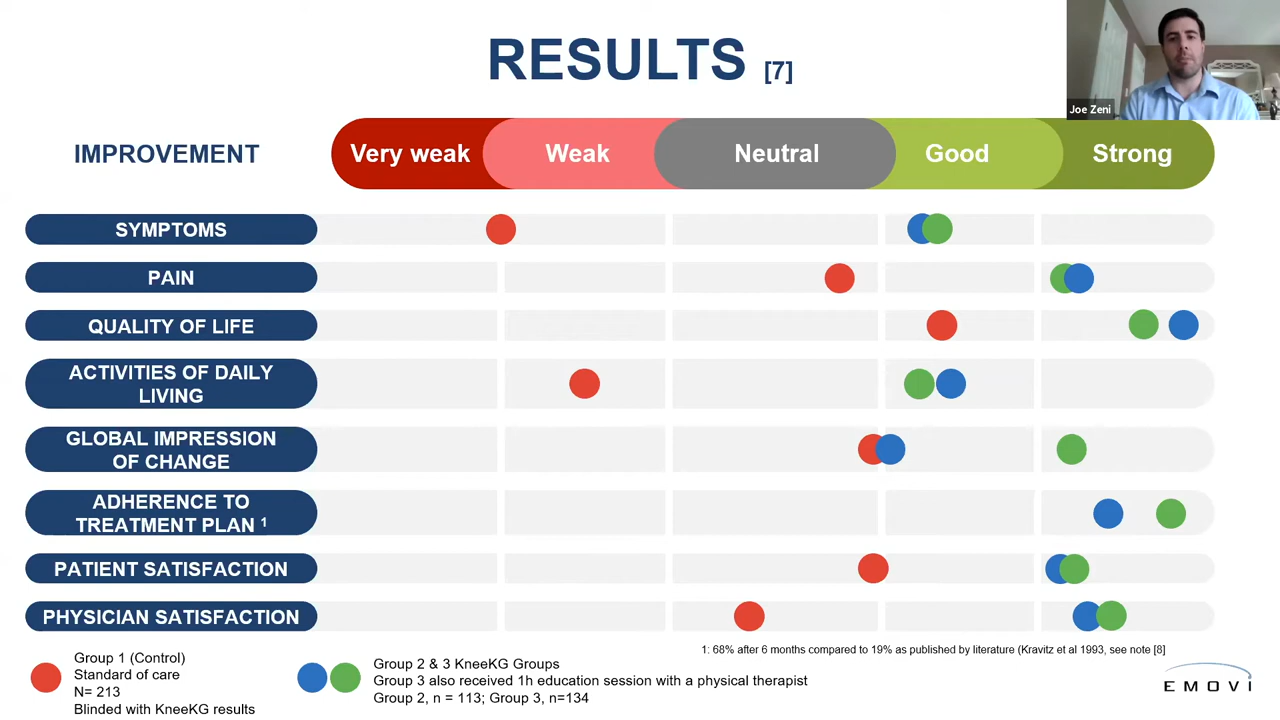 RESULTS [7]
Joe Zeni
IMPROVEMENT
Very weak
Weak
Neutral
Good
Strong
SYMPTOMS
PAIN
QUALITY OF LIFE
ACTIVITIES OF DAILY
LIVING
GLOBAL IMPRESSION
OF CHANGE
ADHERENCE TO
TREATMENT PLAN ¹
PATIENT SATISFACTION
PHYSICIAN SATISFACTION
1: 68% after 6 months compared to 19% as published by literature (Kravitz et al 1993, see note [8]
Group 1 (Control)
Standard of care
N= 213
Blinded with KneeKG results
Group 2 & 3 KneeKG Groups
Group 3 also received 1h education session with a physical therapist
Group 2, n = 113; Group 3, n=134
EMOVI